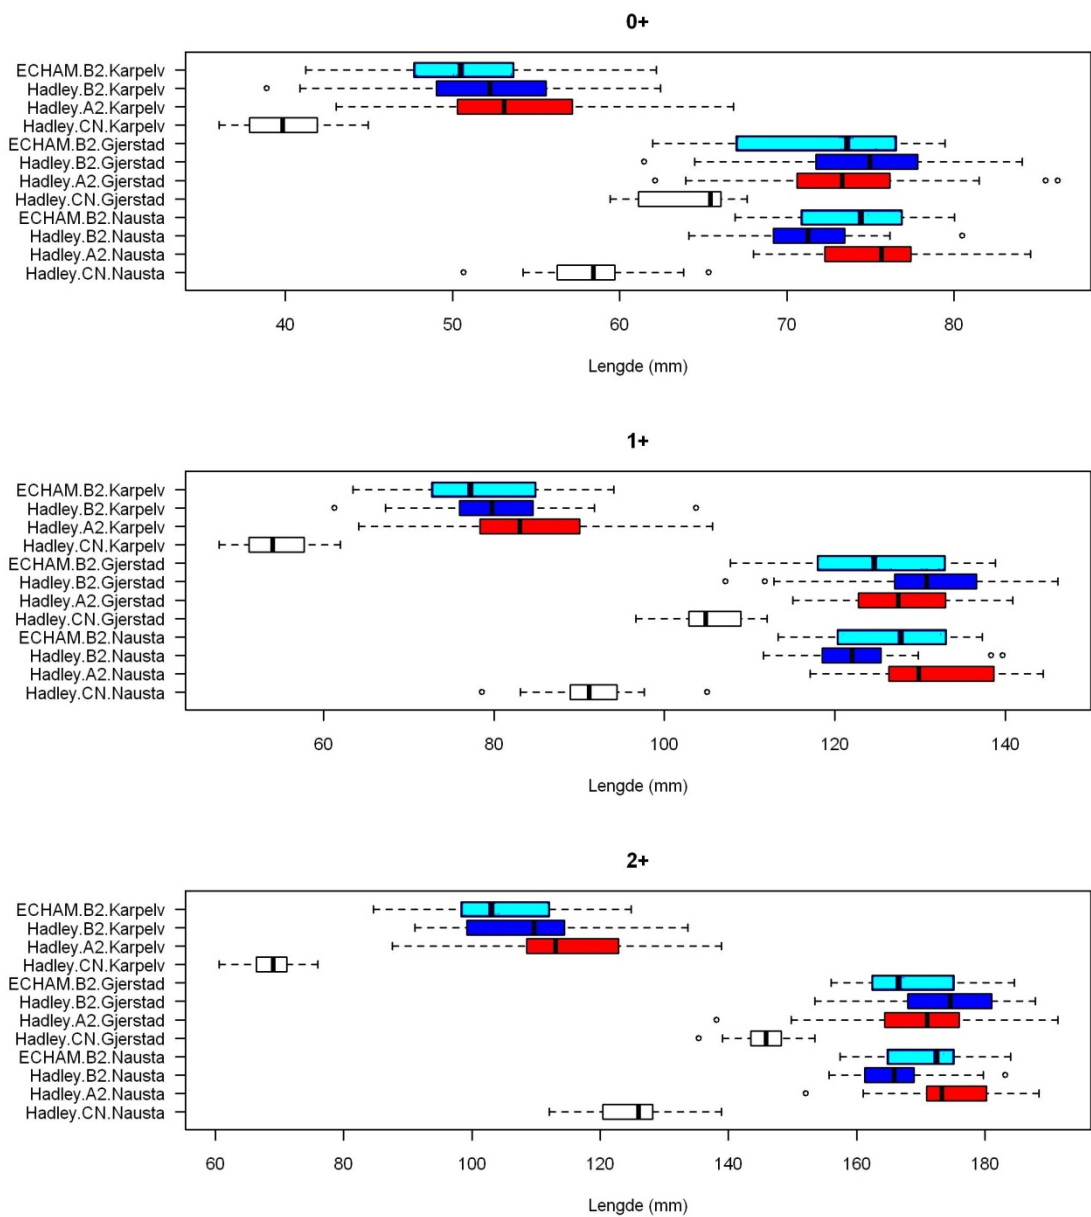 0+
ECHAM.B2.Karpelv
Hadley.B2.Karpelv
Hadley.A2.Karpelv
Hadley.CN.Karpelv
ECHAM.B2.Gjerstad
Hadley.B2.Gjerstad
Hadley.A2.Gjerstad
Hadley.CN.Gjerstad
ECHAM.B2.Nausta
Hadley.B2.Nausta
Hadley.A2.Nausta
Hadley.CN.Nausta
40 50 60 70 80
Lengde (mm)
1+
ECHAM.B2.Karpelv
Hadley.B2.Karpelv
Hadley.A2.Karpelv
Hadley.CN.Karpelv
ECHAM.B2.Gjerstad
Hadley.B2.Gjerstad
Hadley.A2.Gjerstad
Hadley.CN.Gjerstad
ECHAM.B2.Nausta
Hadley.B2.Nausta
Hadley.A2.Nausta
Hadley.CN.Nausta
60 80 100 120 140
Lengde (mm)
2+
ECHAM.B2.Karpelv
Hadley.B2.Karpelv
Hadley.A2.Karpelv
Hadley.CN.Karpelv
ECHAM.B2.Gjerstad
Hadley.B2.Gjerstad
Hadley.A2.Gjerstad
Hadley.CN.Gjerstad
ECHAM.B2.Nausta
Hadley.B2.Nausta
Hadley.A2.Nausta
Hadley.CN.Nausta
60 80 100 120 140 160 180
Lengde (mm)